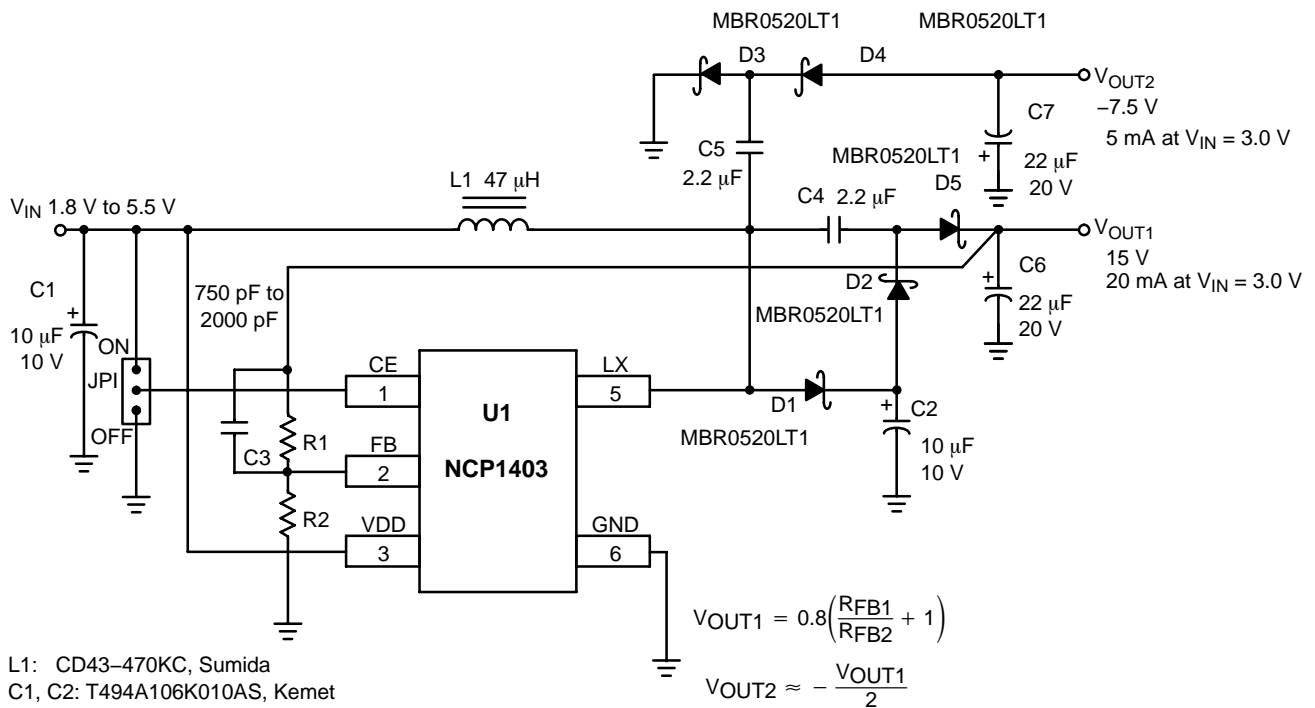 MBR0520LT1
MBR0520LT1
D3
D4
VOUT2
−7.5 V
5 mA at VIN = 3.0 V
C7
22 μF
20 V
+
C5
2.2 μF
MBR0520LT1
D5
L1 47 μH
C4 2.2 μF
VIN 1.8 V to 5.5 V
VOUT1
15 V
20 mA at VIN = 3.0 V
C6
22 μF
20 V
+
D2
MBR0520LT1
C1
+
10 μF
10 V
750 pF to
2000 pF
ON
JPI
OFF
CE
1
LX
5
U1
NCP1403
R1
C3
FB
2
R2
VDD
3
GND
6
D1
MBR0520LT1
+
C2
10 μF
10 V
VOUT1 = 0.8(RFB1/RFB2 + 1)
VOUT2 ≈ − VOUT1/2
L1: CD43–470KC, Sumida
C1, C2: T494A106K010AS, Kemet